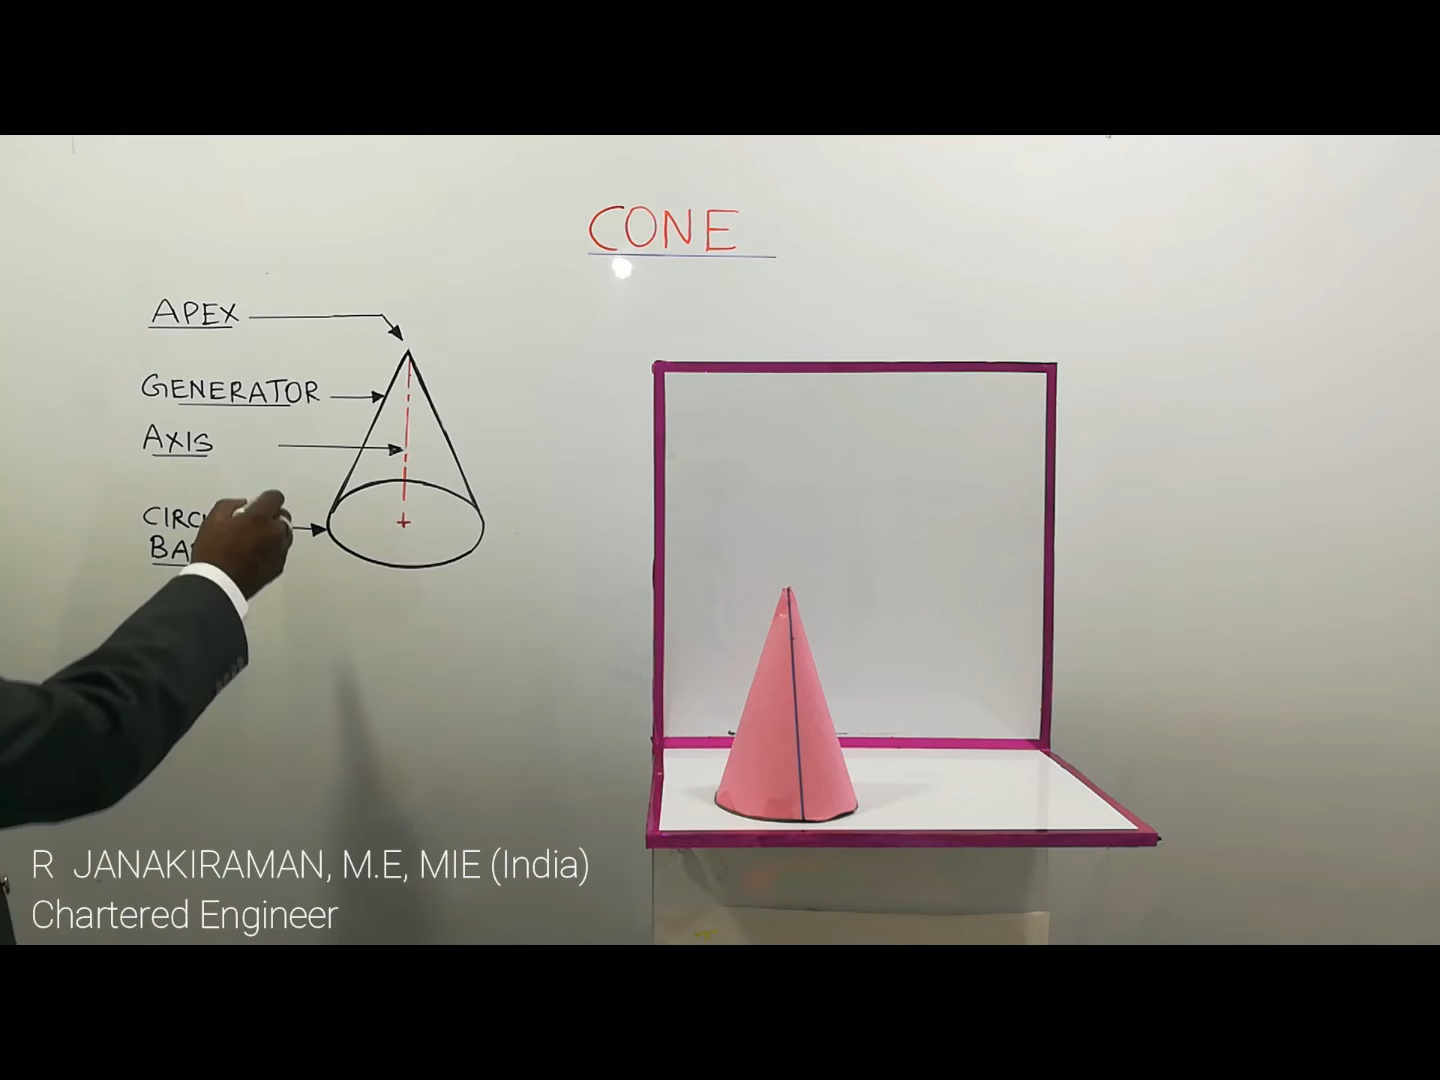 CONE
APEX
GENERATOR
AXIS
R JANAKIRAMAN, M.E, MIE (India)
Chartered Engineer